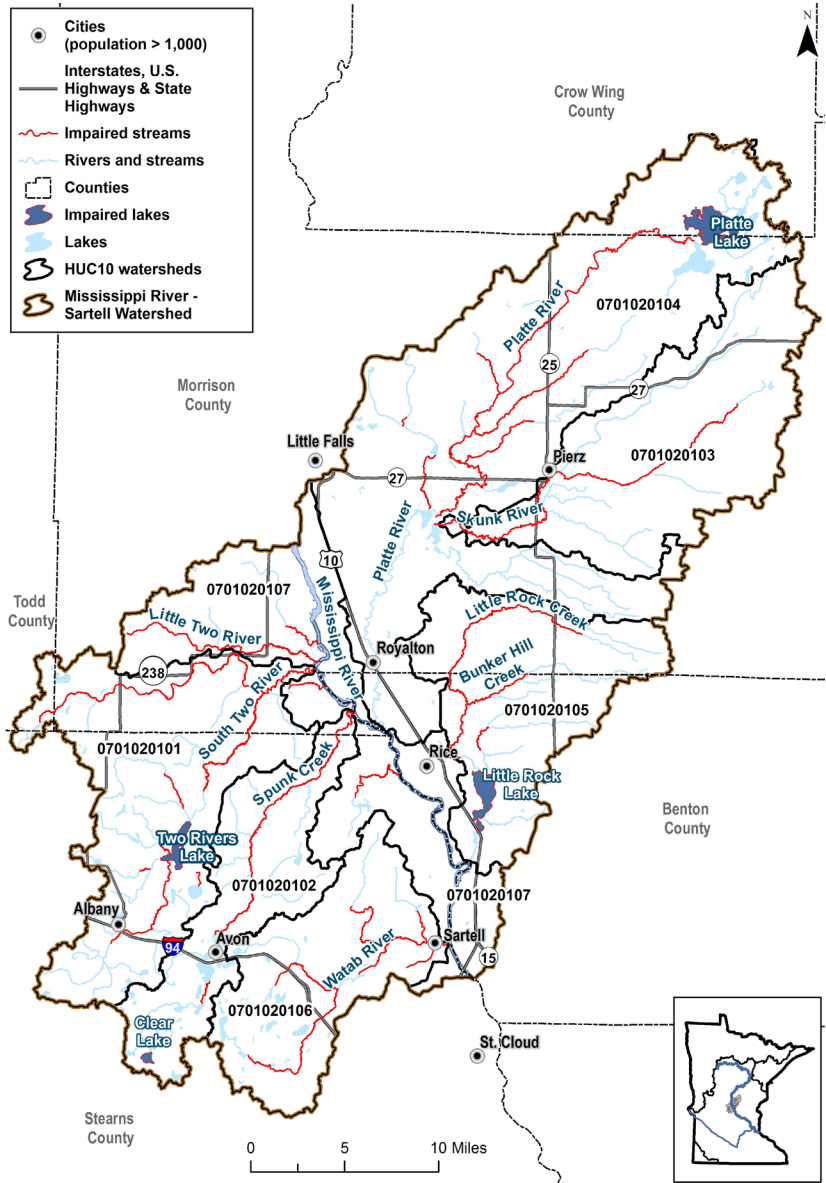 Cities
(population > 1,000)
Interstates, U.S.
Highways & State
Highways
Impaired streams
Rivers and streams
Counties
Impaired lakes
Lakes
HUC10 watersheds
Mississippi River -
Sartell Watershed
N
Crow Wing
County
Platte
Lake
0701020104
Platte River
25
27
Morrison
County
Little Falls
27
Pierz
0701020103
Skunk River
Platte River
10
Mississippi River
0701020107
Todd
County
Little Two River
Little Rock Creek
Royalton
238
Bunker Hill
Creek
South Two River
0701020105
0701020101
Spunk Creek
Rice
Little Rock
Lake
Benton
County
Two Rivers
Lake
0701020102
0701020107
Albany
94
Avon
Sartell
15
Watab River
0701020106
Clear
Lake
St. Cloud
Stearns
County
0 5 10 Miles